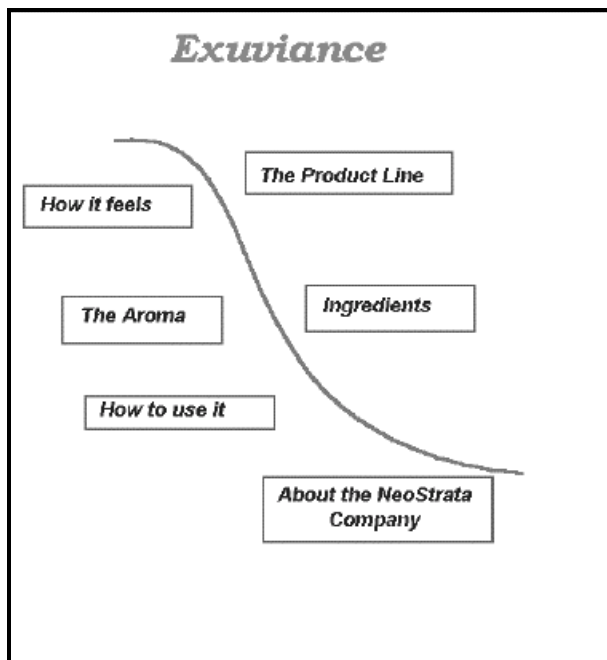 Exuviance
The Product Line
How it feels
Ingredients
The Aroma
How to use it
About the NeoStrata
Company